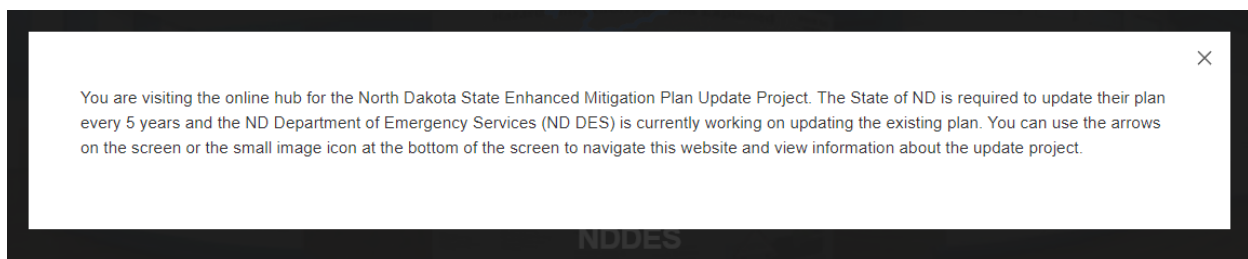 You are visiting the online hub for the North Dakota State Enhanced Mitigation Plan Update Project. The State of ND is required to update their plan
every 5 years and the ND Department of Emergency Services (ND DES) is currently working on updating the existing plan. You can use the arrows
on the screen or the small image icon at the bottom of the screen to navigate this website and view information about the update project.
NDDES